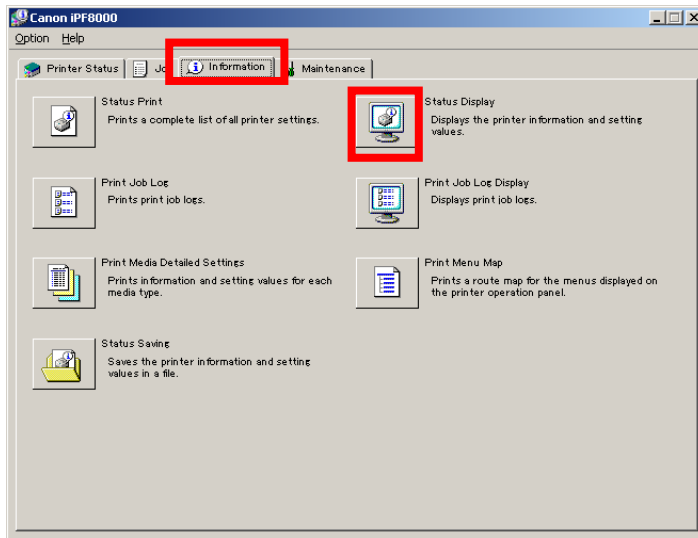 Canon iPF8000
Option Help
Printer Status Information Maintenance
Status Print
Prints a complete list of all printer settings.
Status Display
Displays the printer information and setting
values.
Print Job Log
Prints print job logs.
Print Job Log Display
Displays print job logs.
Print Media Detailed Settings
Prints information and setting values for each
media type.
Print Menu Map
Prints a route map for the menus displayed on
the printer operation panel.
Status Saving
Saves the printer information and setting
values in a file.